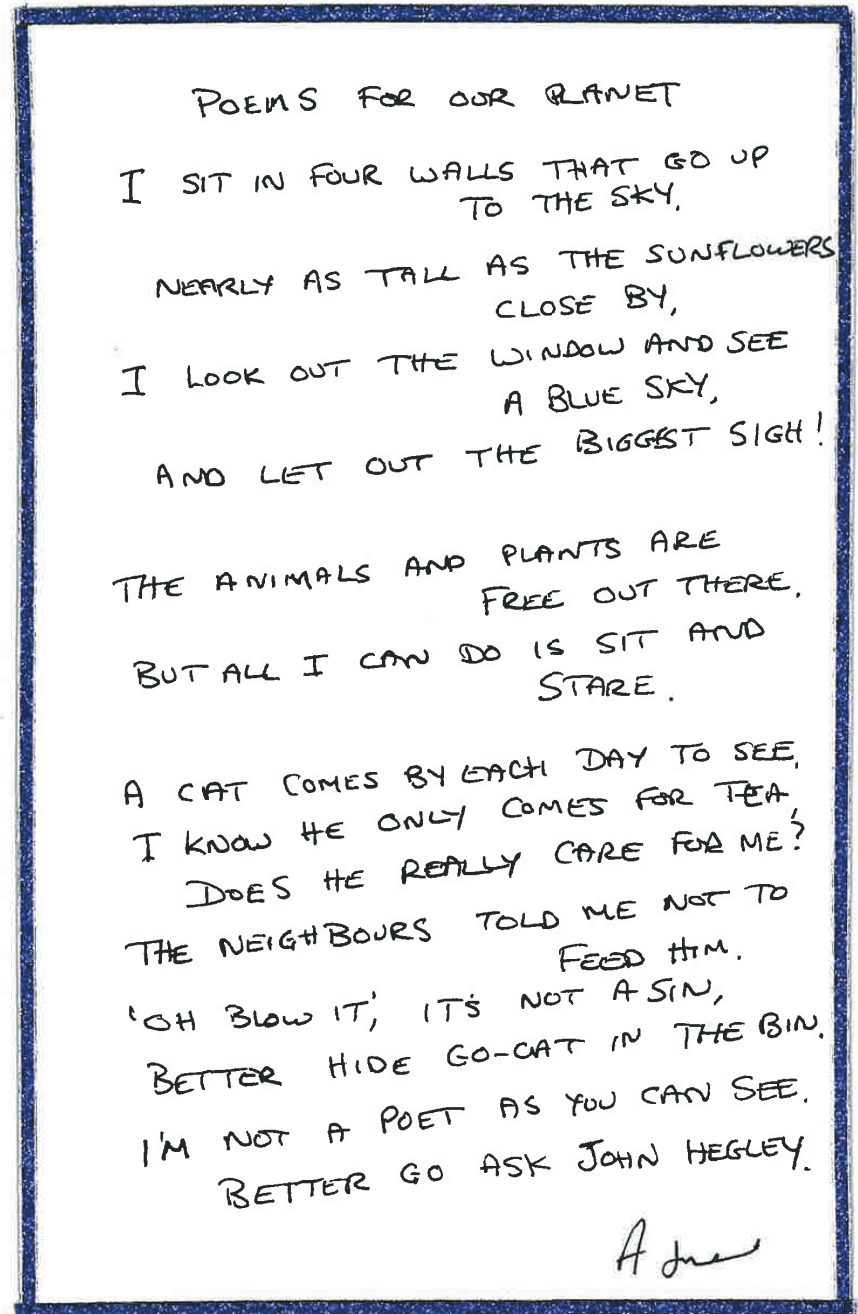 POEMS FOR OUR PLANET
I SIT IN FOUR WALLS THAT GO UP
TO THE SKY,
NEARLY AS TALL AS THE SUNFLOWERS
CLOSE BY,
I LOOK OUT THE WINDOW AND SEE
A BLUE SKY,
AND LET OUT THE BIGGEST SIGH!
THE ANIMALS AND PLANTS ARE
FREE OUT THERE.
BUT ALL I CAN DO IS SIT AND
STARE.
A CAT COMES BY EACH DAY TO SEE,
I KNOW HE ONLY COMES FOR TEA,
DOES HE REALLY CARE FOR ME?
THE NEIGHBOURS TOLD ME NOT TO
FEED HIM.
'OH BLOW IT', IT'S NOT A SIN,
BETTER HIDE GO-CAT IN THE BIN.
I'M NOT A POET AS YOU CAN SEE.
BETTER GO ASK JOHN HEGLEY.
A